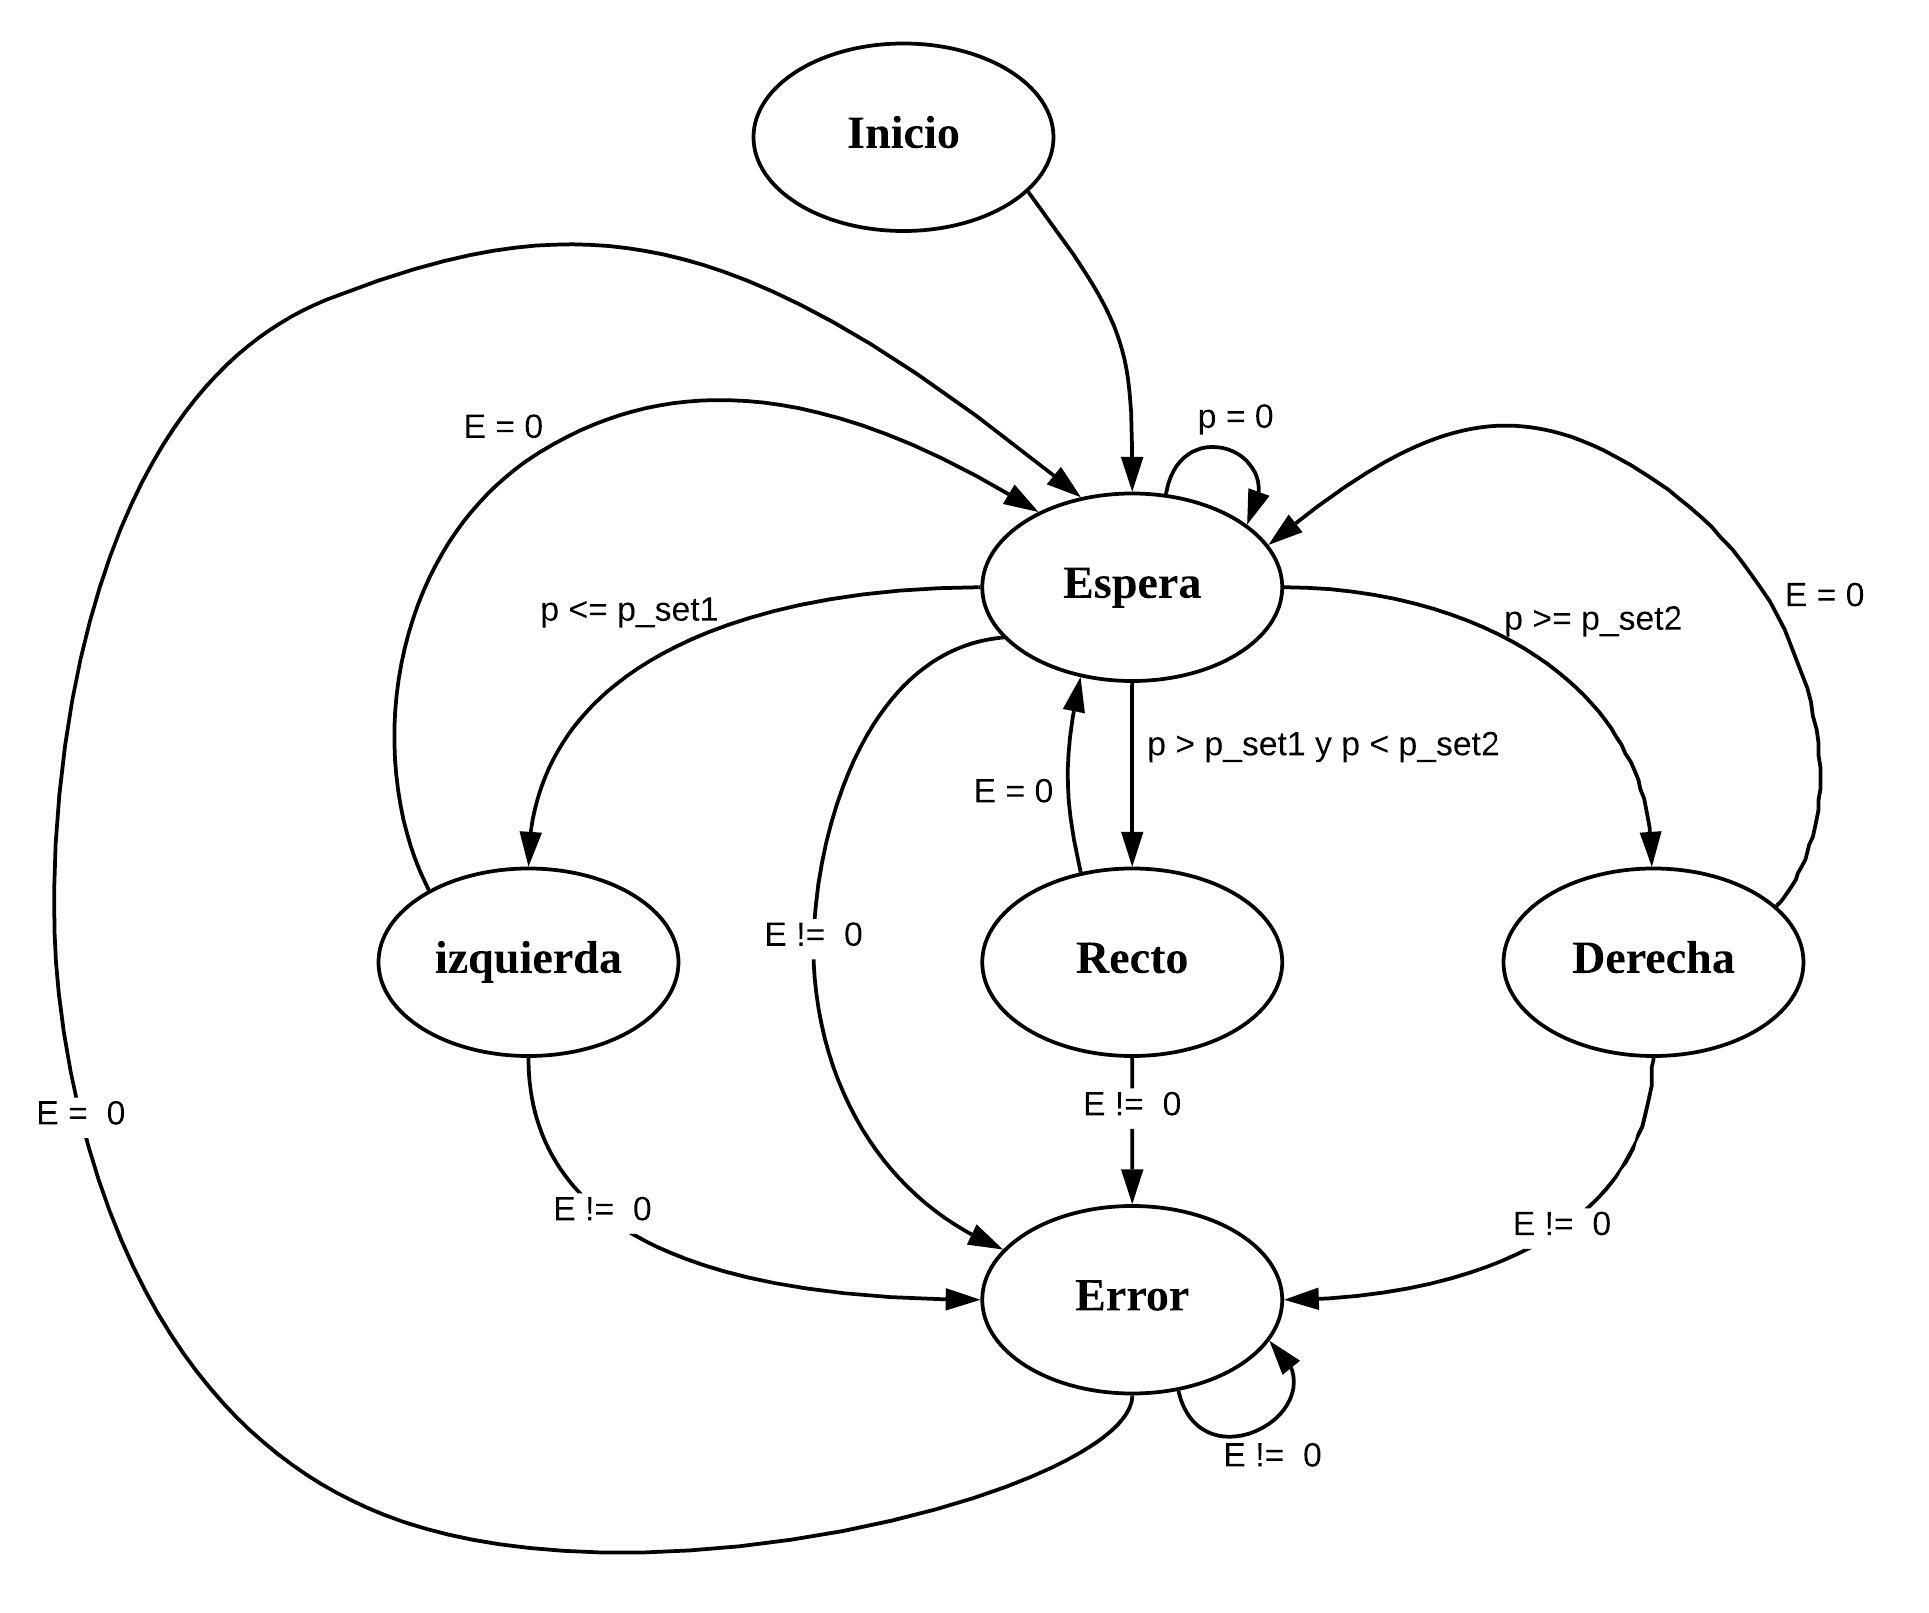 Inicio
p = 0
E = 0
Espera
E = 0
p <= p_set1
p >= p_set2
p > p_set1 y p < p_set2
E = 0
E != 0
izquierda
Recto
Derecha
E != 0
E = 0
E != 0
E != 0
Error
E != 0